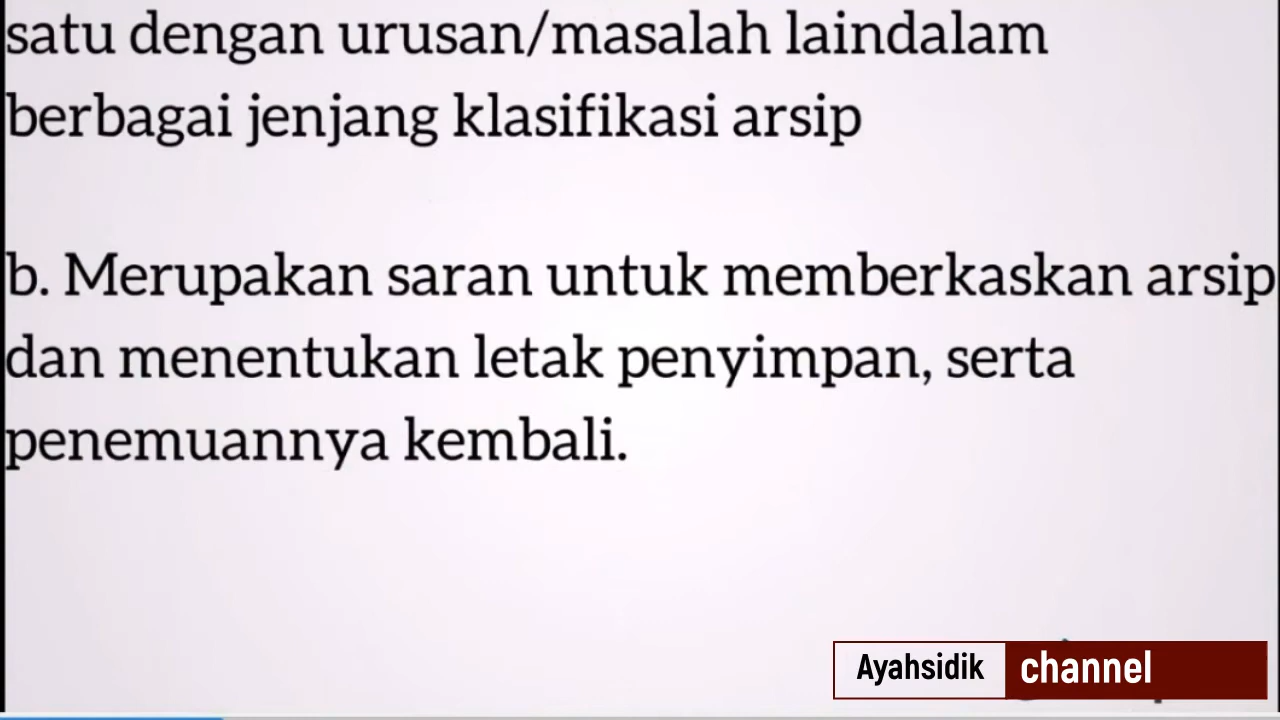 satu dengan urusan/masalah laindalam
berbagai jenjang klasifikasi arsip
b. Merupakan saran untuk memberkaskan arsip
dan menentukan letak penyimpan, serta
penemuannya kembali.
Ayahsidik channel